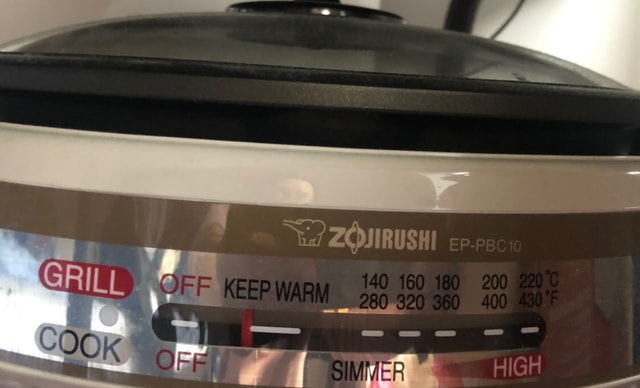 ZOJIRUSHI EP-PBC10
GRILL OFF KEEP WARM 140 160 180 200 220°C
280 320 360 400 430°F
COOK OFF SIMMER HIGH